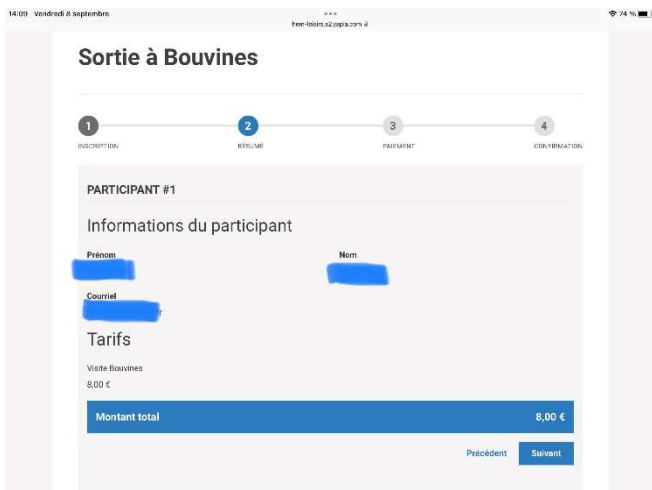 14:09 Vendredi 8 septembre
74 %
hem-loisirs.s2.yapla.com
Sortie à Bouvines
1
2
3
4
INSCRIPTION
RÉSUMÉ
PAIEMENT
CONFIRMATION
PARTICIPANT #1
Informations du participant
Prénom
Nom
Courriel
Tarifs
Visite Bouvines
8,00 €
Montant total 8,00 €
Précédent Suivant